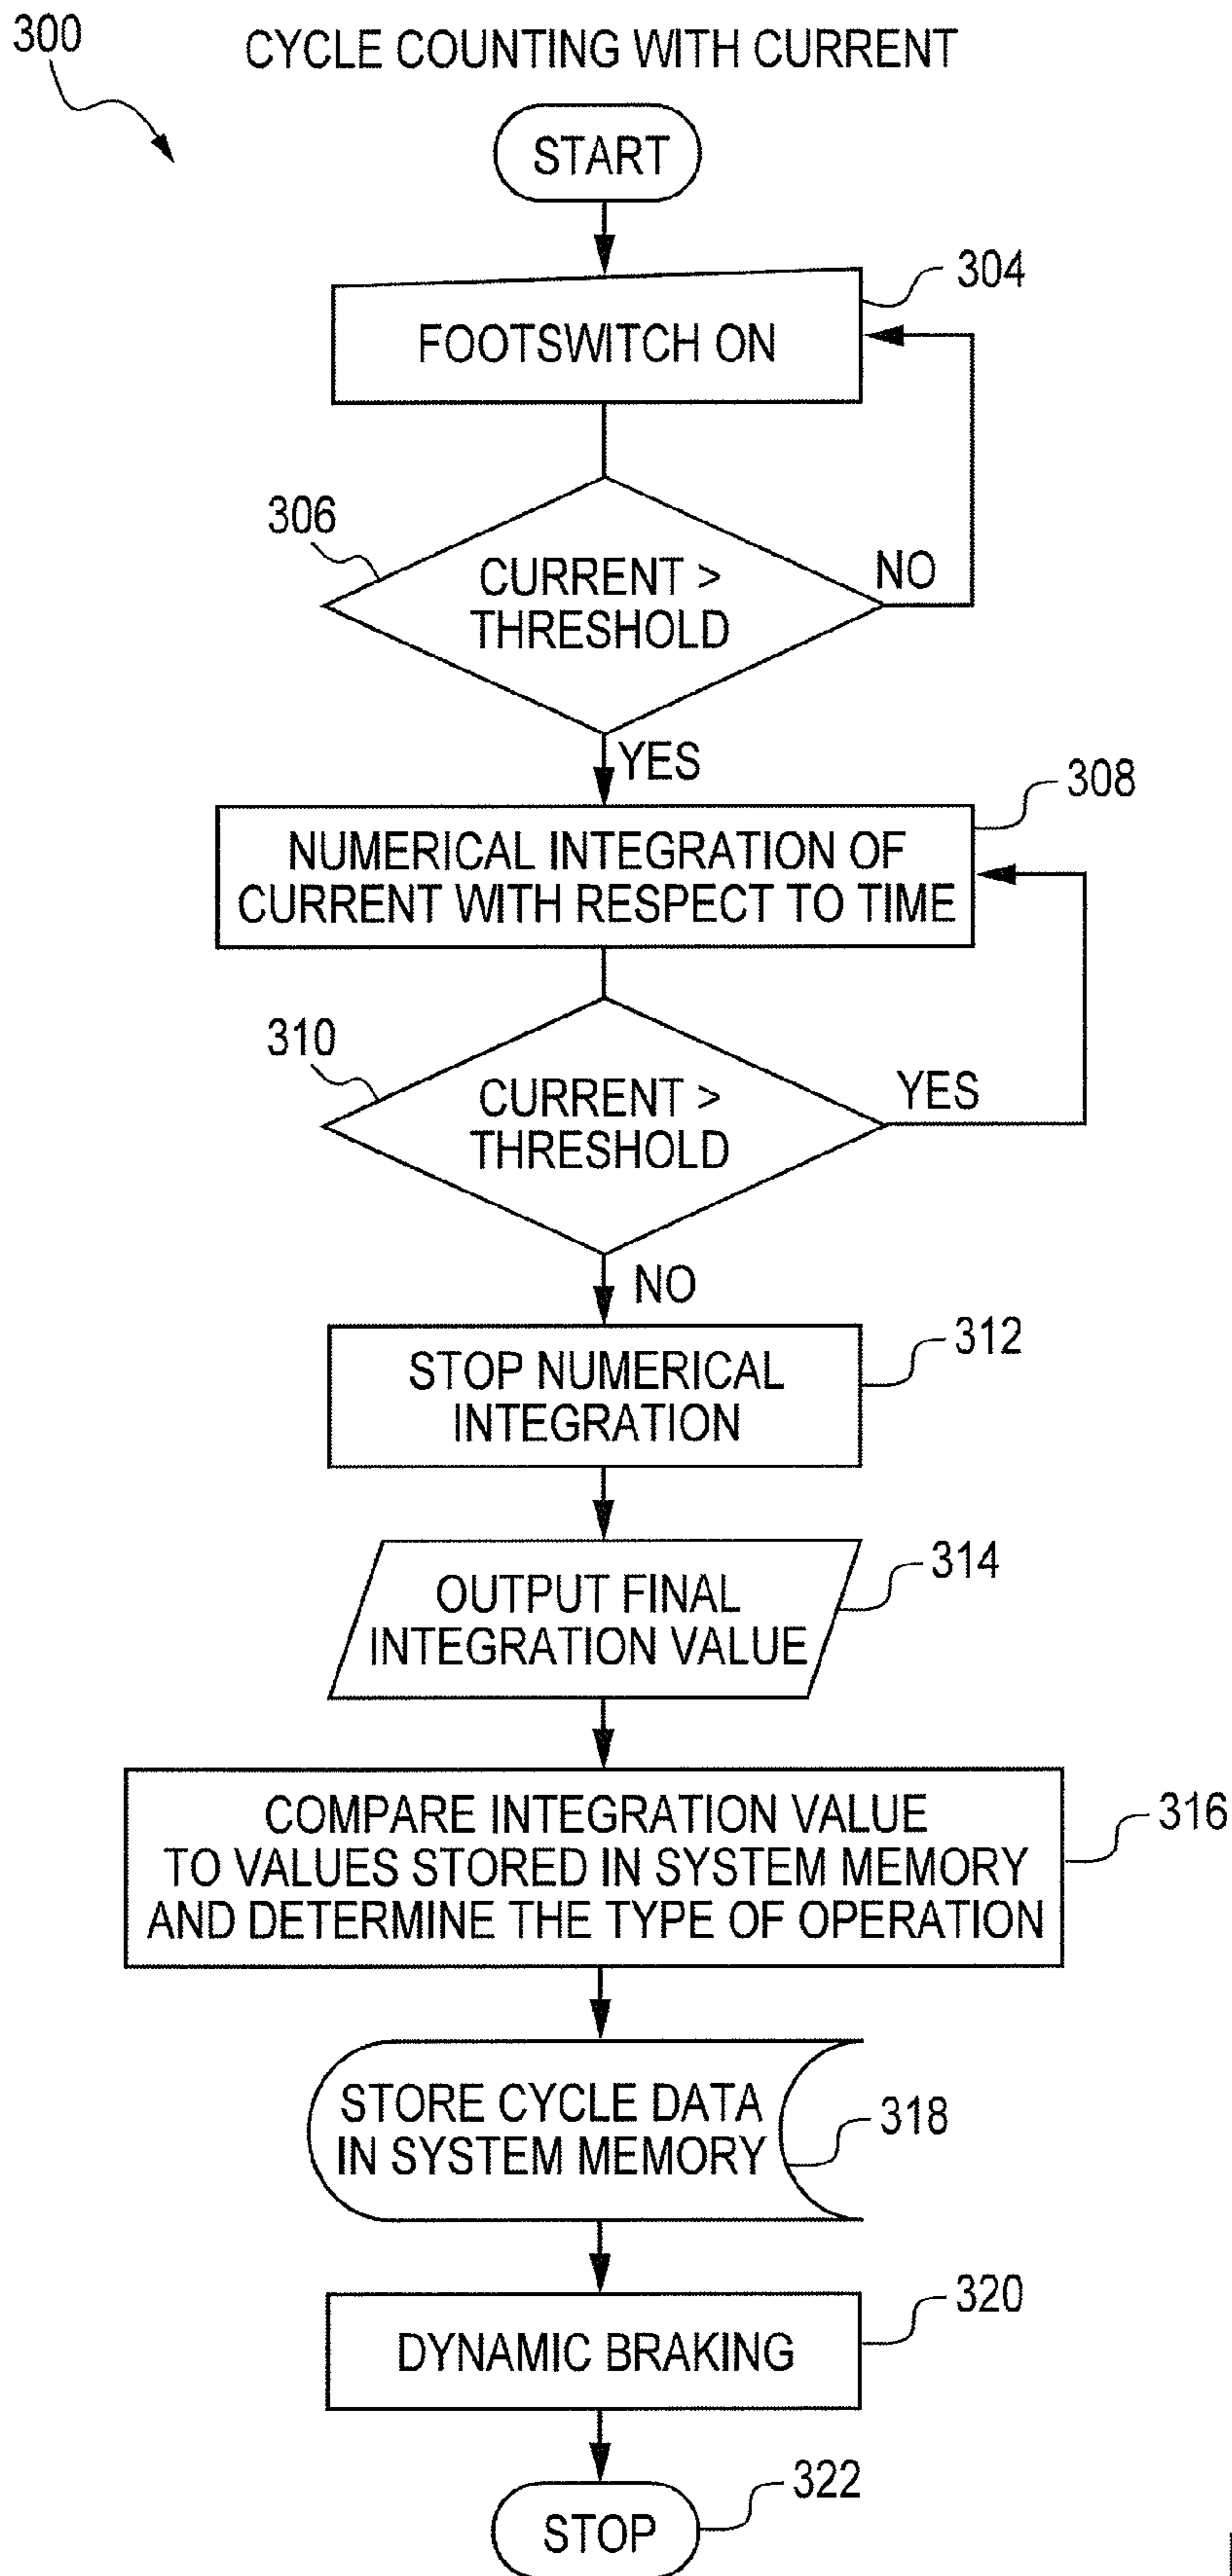 300
CYCLE COUNTING WITH CURRENT
START
304
FOOTSWITCH ON
306
CURRENT >
THRESHOLD
NO
YES
308
NUMERICAL INTEGRATION OF
CURRENT WITH RESPECT TO TIME
310
CURRENT >
THRESHOLD
YES
NO
312
STOP NUMERICAL
INTEGRATION
314
OUTPUT FINAL
INTEGRATION VALUE
316
COMPARE INTEGRATION VALUE
TO VALUES STORED IN SYSTEM MEMORY
AND DETERMINE THE TYPE OF OPERATION
STORE CYCLE DATA
IN SYSTEM MEMORY
318
320
DYNAMIC BRAKING
322
STOP